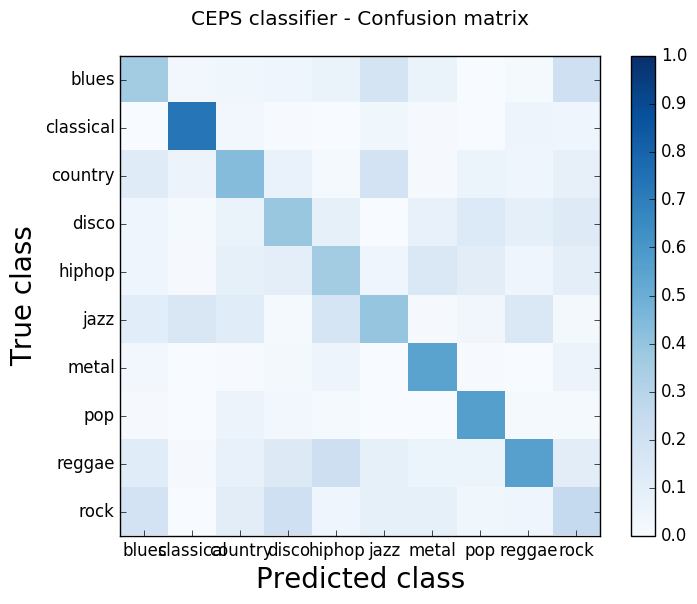 CEPS classifier - Confusion matrix
True class
blues
classical
country
disco
hiphop
jazz
metal
pop
reggae
rock
blues classical country disco hiphop jazz metal pop reggae rock
Predicted class
1.0
0.9
0.8
0.7
0.6
0.5
0.4
0.3
0.2
0.1
0.0